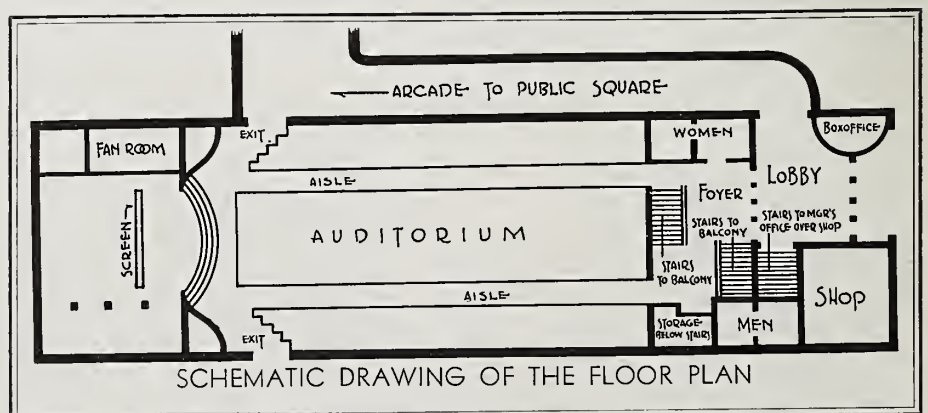 ARCADE TO PUBLIC SQUARE
EXIT
WOMEN
BOXOFFICE
FAN ROOM
AISLE
FOYER
LOBBY
SCREEN
AUDITORIUM
STAIRS TO
BALCONY
STAIRS TO MGR'S
OFFICE OVER SHOP
STAIRS
TO BALCONY
AISLE
SHOP
EXIT
STORAGE
BELOW STAIRS
MEN
SCHEMATIC DRAWING OF THE FLOOR PLAN